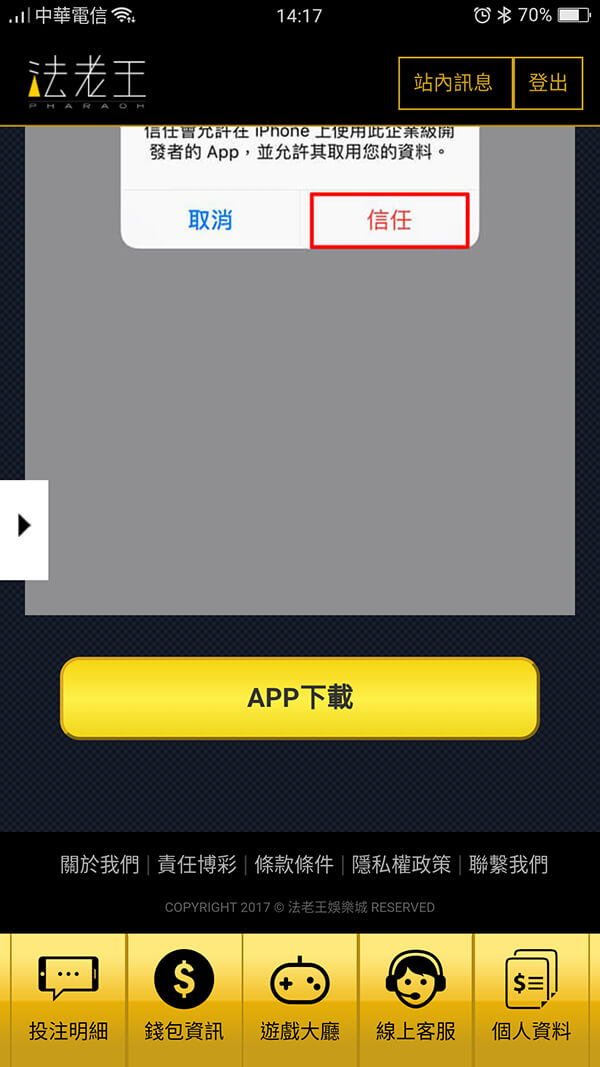 中華電信 14:17 70%
法老王
PHARAOH
站內訊息 登出
信任會允許在 iPhone 上使用此企業級開
發者的 App，並允許其取用您的資料。
取消 信任
APP下載
關於我們 | 責任博彩 | 條款條件 | 隱私權政策 | 聯繫我們
COPYRIGHT 2017 © 法老王娛樂城 RESERVED
投注明細 錢包資訊 遊戲大廳 線上客服 個人資料